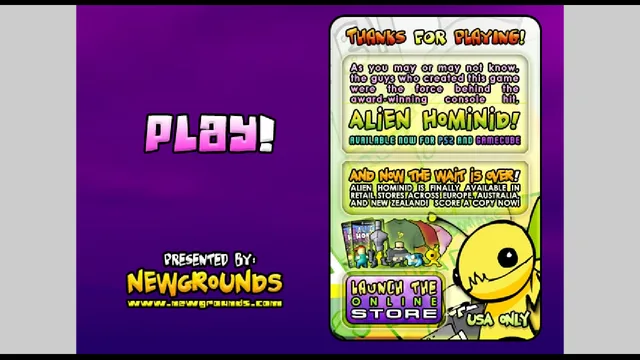 PLAY!
PRESENTED BY:
NEWGROUNDS
www.newgrounds.com
THANKS FOR PLAYING!
As you may or may not know,
the guys who created this game
were the force behind the
award-winning console hit,
ALIEN HOMINID!
AVAILABLE NOW FOR PS2 AND GAMECUBE
AND NOW THE WAIT IS OVER!
ALIEN HOMINID IS FINALLY AVAILABLE IN
RETAIL STORES ACROSS EUROPE, AUSTRALIA,
AND NEW ZEALAND! SCORE A COPY NOW!
LAUNCH THE
ONLINE
STORE
USA ONLY